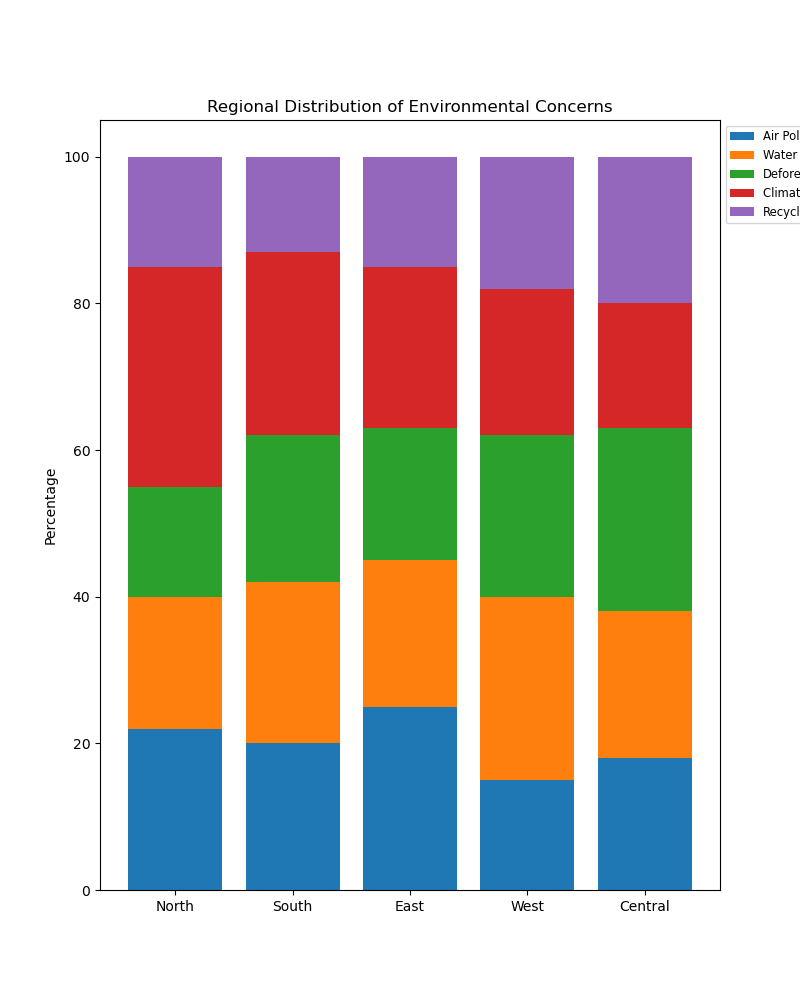 Regional Distribution of Environmental Concerns
Air Pol
Water
Defore
Climat
Recycl
100
80
60
40
20
0
Percentage
North South East West Central